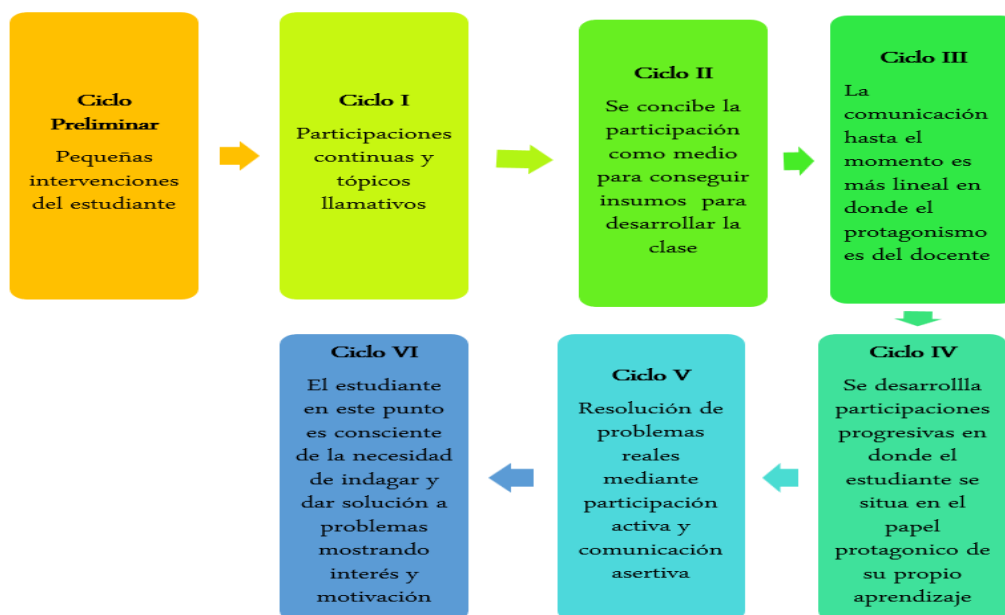 Ciclo
Preliminar
Pequeñas
intervenciones
del estudiante
Ciclo I
Participaciones
continuas y
tópicos
llamativos
Ciclo II
Se concibe la
participación
como medio
para conseguir
insumos para
desarrollar la
clase
Ciclo III
La
comunicación
hasta el
momento es
más lineal en
donde el
protagonismo
es del docente
Ciclo IV
Se desarrollla
participaciones
progresivas en
donde el
estudiante se
situa en el
papel
protagonico de
su propio
aprendizaje
Ciclo V
Resolución de
problemas
reales
mediante
participación
activa y
comunicación
asertiva
Ciclo VI
El estudiante
en este punto
es consciente
de la necesidad
de indagar y
dar solución a
problemas
mostrando
interés y
motivación